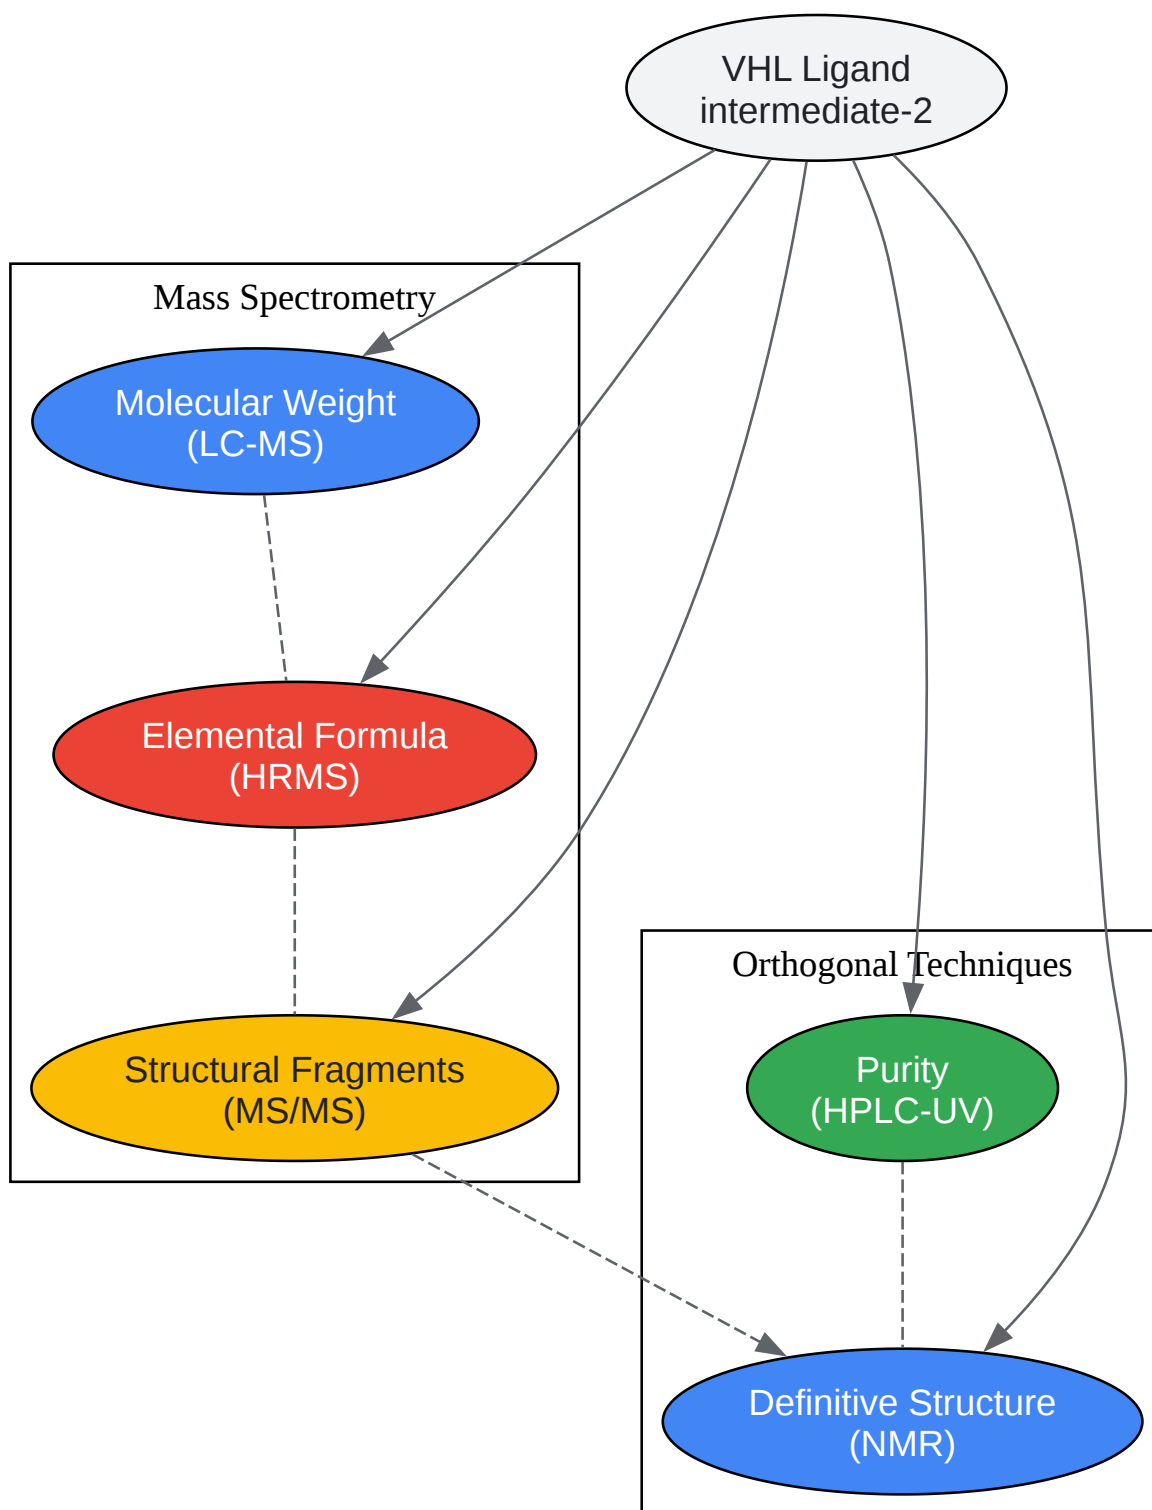 VHL Ligand
intermediate-2
Mass Spectrometry
Molecular Weight
(LC-MS)
Elemental Formula
(HRMS)
Structural Fragments
(MS/MS)
Orthogonal Techniques
Purity
(HPLC-UV)
Definitive Structure
(NMR)